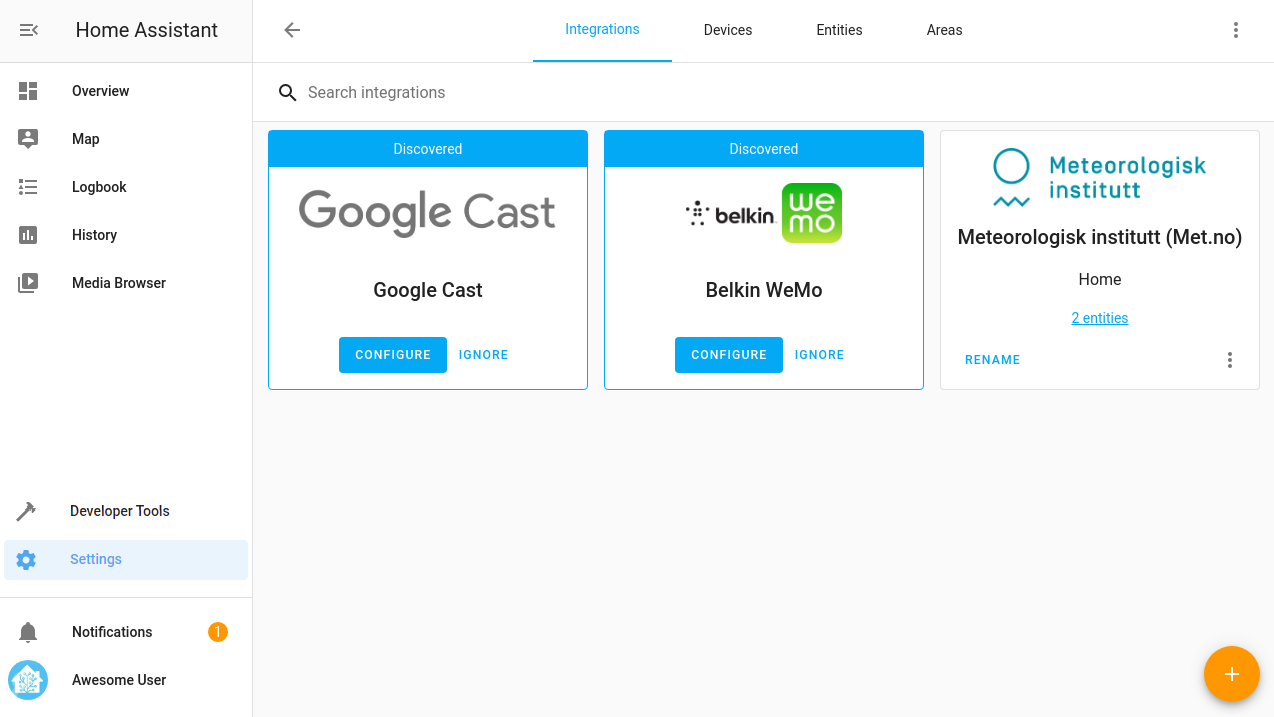 Home Assistant
Integrations
Devices
Entities
Areas
Overview
Map
Logbook
History
Media Browser
Developer Tools
Settings
Notifications
1
Awesome User
Search integrations
Discovered
Google Cast
Google Cast
CONFIGURE
IGNORE
Discovered
belkin
wemo
Belkin WeMo
CONFIGURE
IGNORE
Meteorologisk
institutt
Meteorologisk institutt (Met.no)
Home
2 entities
RENAME